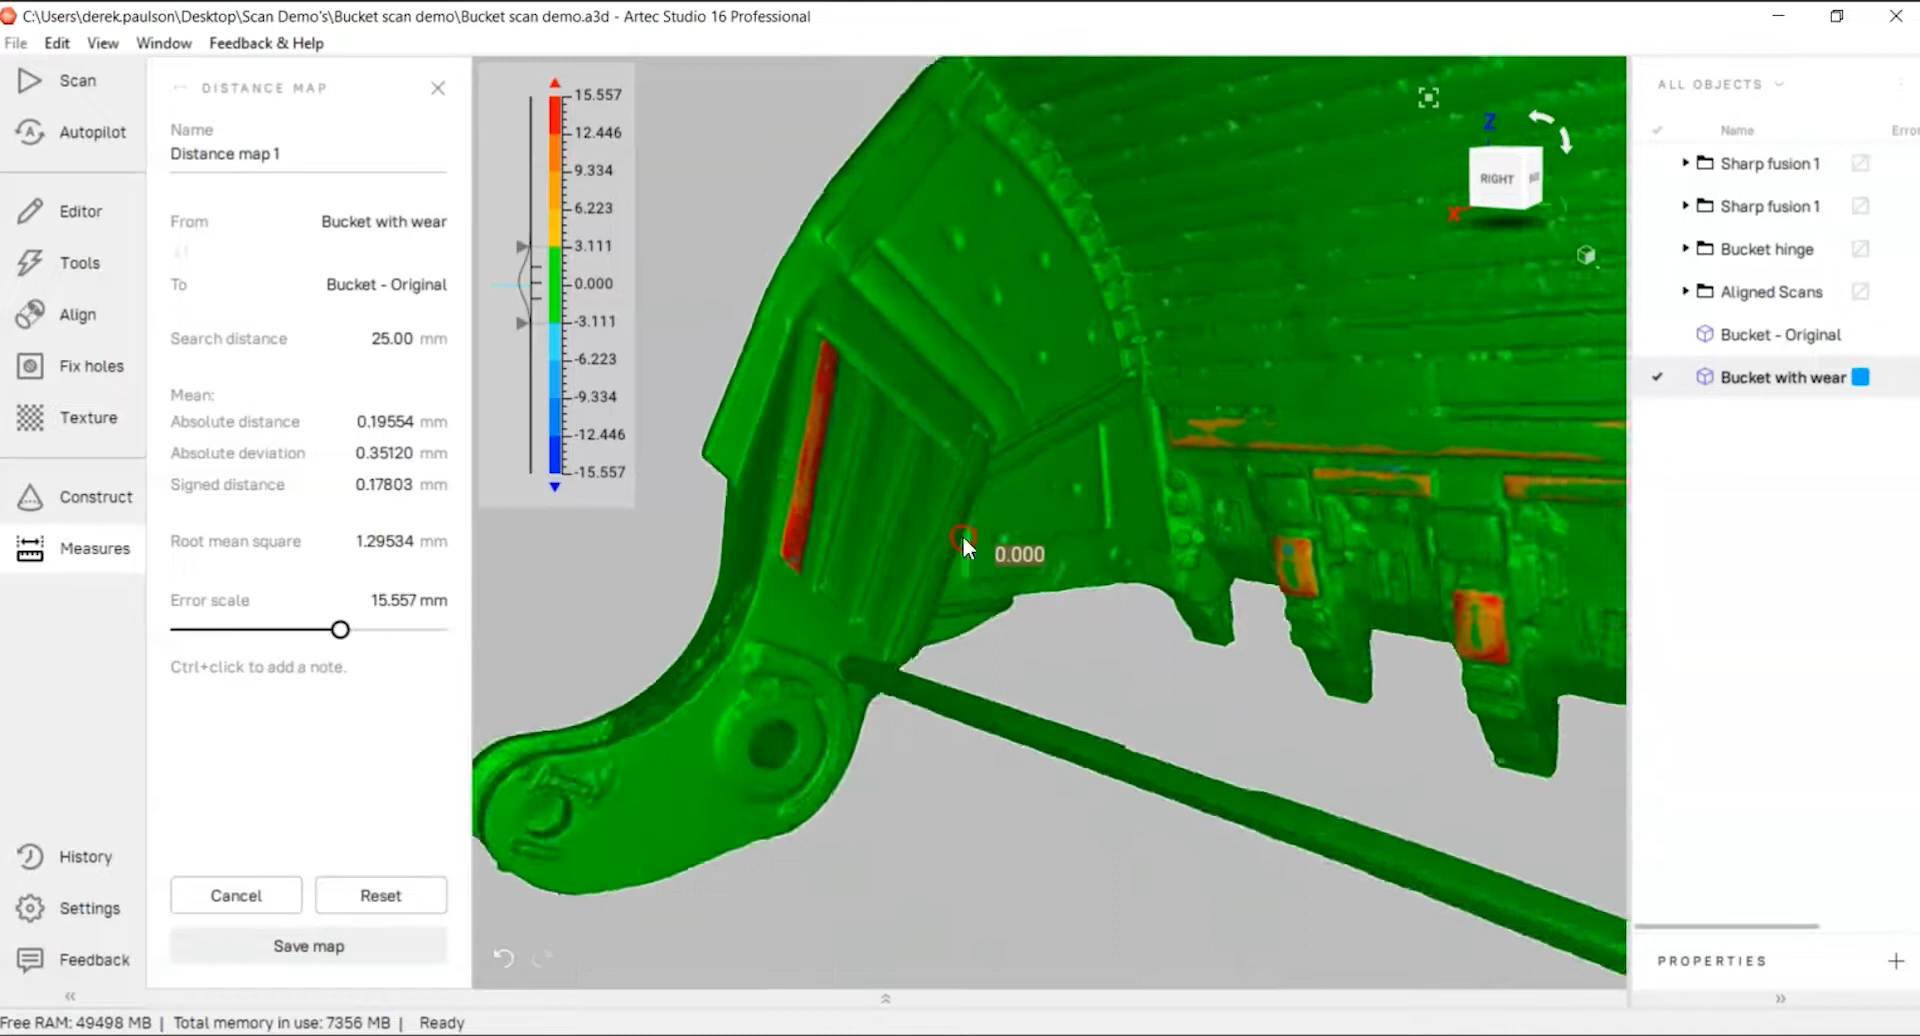 C:\Users\derek.paulson\Desktop\Scan Demo's\Bucket scan demo\Bucket scan demo.a3d - Artec Studio 16 Professional
File Edit View Window Feedback & Help
Scan
Autopilot
Editor
Tools
Align
Fix holes
Texture
Construct
Measures
History
Settings
Feedback
DISTANCE MAP
Name
Distance map 1
From Bucket with wear
To Bucket - Original
Search distance 25.00 mm
Mean:
Absolute distance 0.19554 mm
Absolute deviation 0.35120 mm
Signed distance 0.17803 mm
Root mean square 1.29534 mm
Error scale 15.557 mm
Ctrl+click to add a note.
Cancel Reset
Save map
15.557
12.446
9.334
6.223
3.111
0.000
-3.111
-6.223
-9.334
-12.446
-15.557
0.000
Z
RIGHT
X
ALL OBJECTS
Name Error
Sharp fusion 1
Sharp fusion 1
Bucket hinge
Aligned Scans
Bucket - Original
Bucket with wear
PROPERTIES
Free RAM: 49498 MB | Total memory in use: 7356 MB | Ready